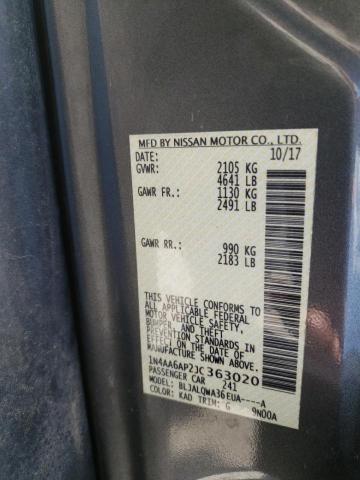 MFD BY NISSAN MOTOR CO., LTD.
DATE: 10/17
GVWR: 2105 KG
4641 LB
GAWR FR.: 1130 KG
2491 LB
GAWR RR.: 990 KG
2183 LB
THIS VEHICLE CONFORMS TO
ALL APPLICABLE FEDERAL
MOTOR VEHICLE SAFETY,
BUMPER, AND THEFT
PREVENTION STANDARDS
IN EFFECT ON THE DATE OF
MANUFACTURE SHOWN ABOVE.
1N4AA6AP2JC363020
PASSENGER CAR 241
MODEL: BLJALQWA36EUA----A
COLOR: KAD TRIM: G 9N00A